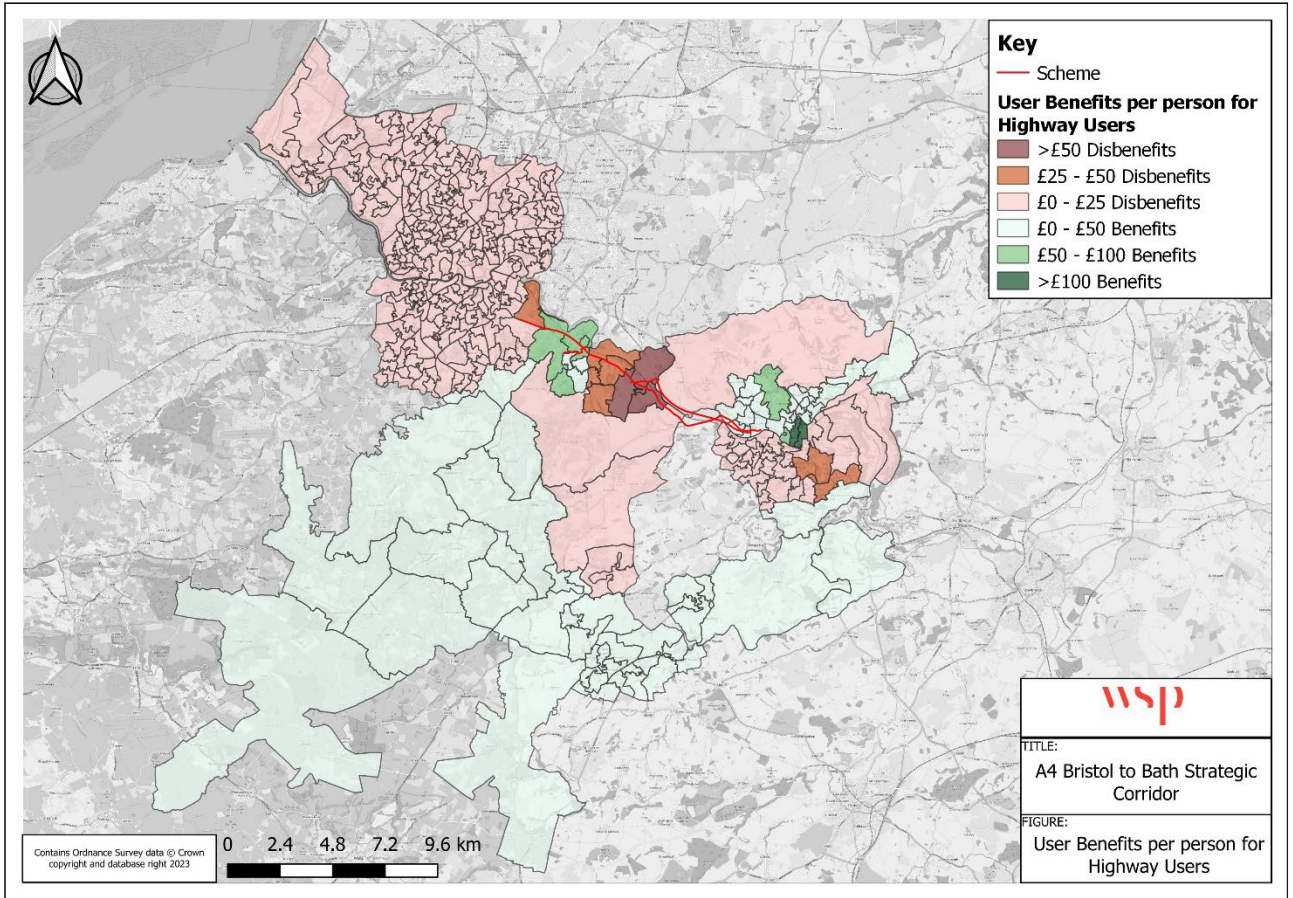 N
Key
Scheme
User Benefits per person for
Highway Users
>£50 Disbenefits
£25 - £50 Disbenefits
£0 - £25 Disbenefits
£0 - £50 Benefits
£50 - £100 Benefits
>£100 Benefits
wsp
TITLE:
A4 Bristol to Bath Strategic
Corridor
FIGURE:
User Benefits per person for
Highway Users
Contains Ordnance Survey data © Crown
copyright and database right 2023
0 2.4 4.8 7.2 9.6 km